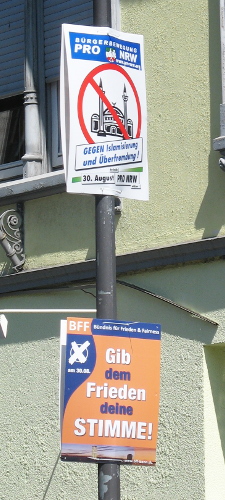 BÜRGERBEWEGUNG
PRO NRW
GEGEN Islamisierung
und Überfremdung!
30. August PRO NRW
BFF Bündnis für Frieden & Fairness
am 30.08.
Gib
dem
Frieden
deine
STIMME!